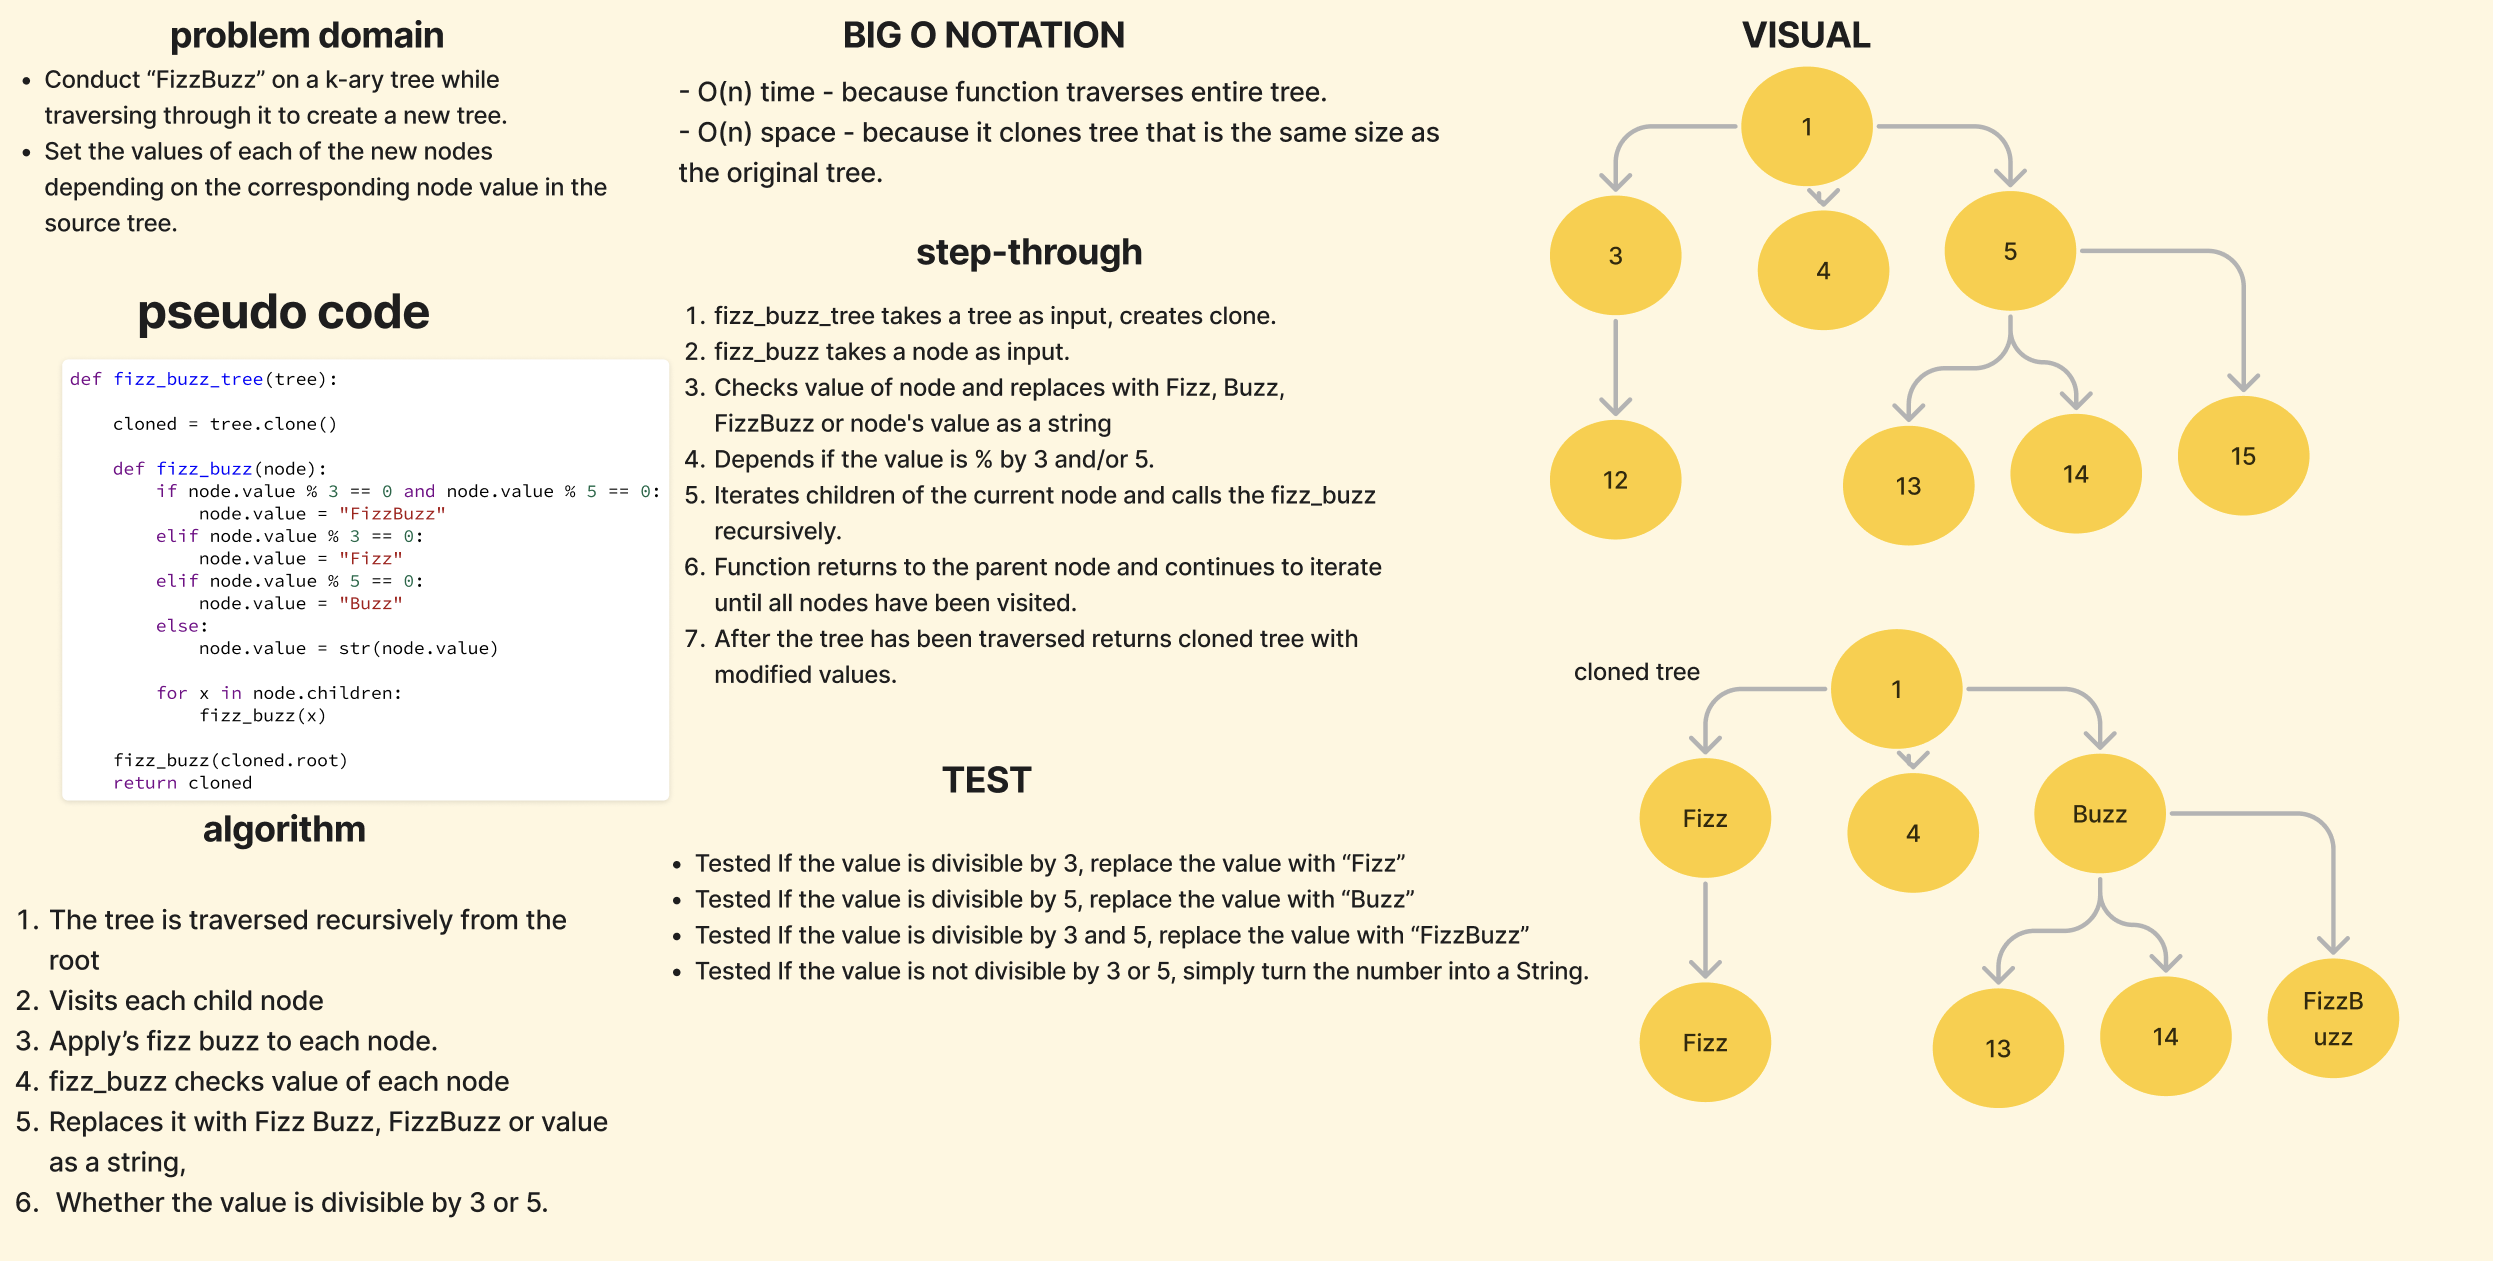 problem domain
• Conduct “FizzBuzz” on a k-ary tree while
traversing through it to create a new tree.
• Set the values of each of the new nodes
depending on the corresponding node value in the
source tree.
pseudo code
def fizz_buzz_tree(tree):
    cloned = tree.clone()
    def fizz_buzz(node):
        if node.value % 3 == 0 and node.value % 5 == 0:
            node.value = "FizzBuzz"
        elif node.value % 3 == 0:
            node.value = "Fizz"
        elif node.value % 5 == 0:
            node.value = "Buzz"
        else:
            node.value = str(node.value)
        for x in node.children:
            fizz_buzz(x)
    fizz_buzz(cloned.root)
    return cloned
algorithm
1. The tree is traversed recursively from the
root
2. Visits each child node
3. Apply’s fizz buzz to each node.
4. fizz_buzz checks value of each node
5. Replaces it with Fizz Buzz, FizzBuzz or value
as a string,
6. Whether the value is divisible by 3 or 5.
BIG O NOTATION
- O(n) time - because function traverses entire tree.
- O(n) space - because it clones tree that is the same size as
the original tree.
step-through
1. fizz_buzz_tree takes a tree as input, creates clone.
2. fizz_buzz takes a node as input.
3. Checks value of node and replaces with Fizz, Buzz,
FizzBuzz or node's value as a string
4. Depends if the value is % by 3 and/or 5.
5. Iterates children of the current node and calls the fizz_buzz
recursively.
6. Function returns to the parent node and continues to iterate
until all nodes have been visited.
7. After the tree has been traversed returns cloned tree with
modified values.
TEST
• Tested If the value is divisible by 3, replace the value with “Fizz”
• Tested If the value is divisible by 5, replace the value with “Buzz”
• Tested If the value is divisible by 3 and 5, replace the value with “FizzBuzz”
• Tested If the value is not divisible by 3 or 5, simply turn the number into a String.
VISUAL
1
3
4
5
12
13
14
15
cloned tree
1
Fizz
4
Buzz
Fizz
13
14
FizzB
uzz